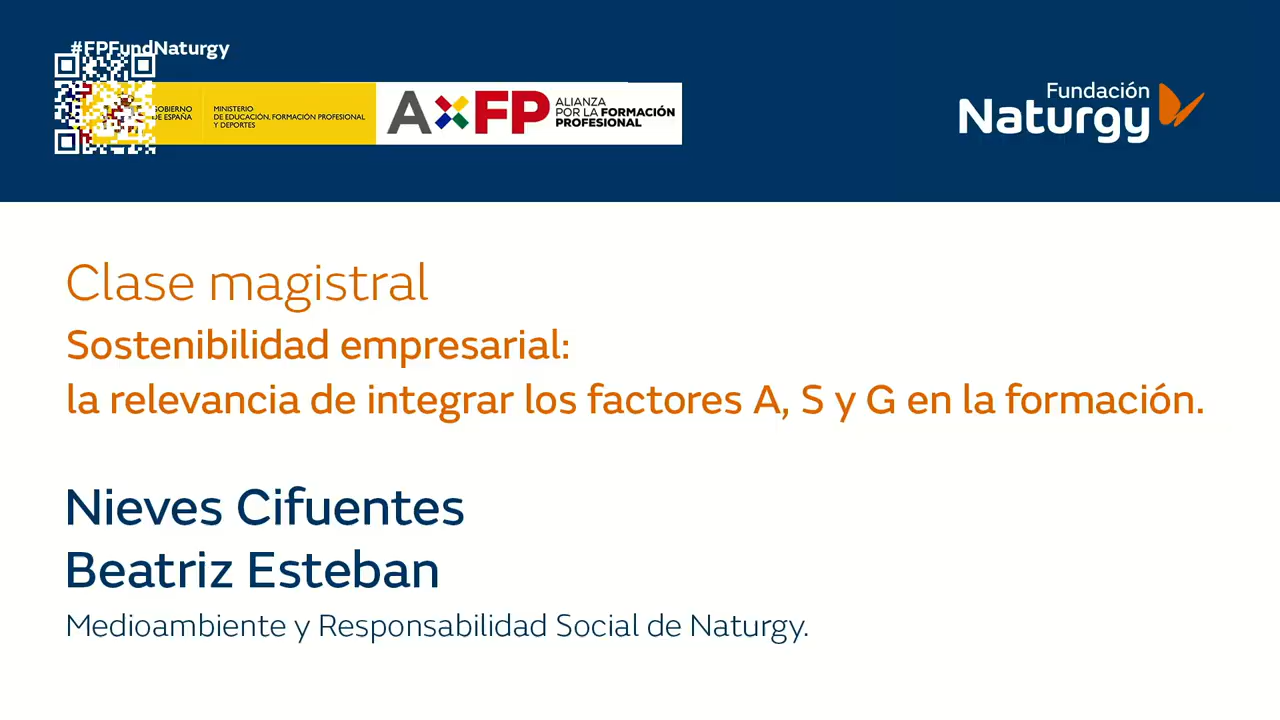 #FPFundNaturgy
GOBIERNO
DE ESPAÑA
MINISTERIO
DE EDUCACIÓN, FORMACIÓN PROFESIONAL
Y DEPORTES
AxFP
ALIANZA
POR LA FORMACIÓN
PROFESIONAL
Fundación
Naturgy
Clase magistral
Sostenibilidad empresarial:
la relevancia de integrar los factores A, S y G en la formación.
Nieves Cifuentes
Beatriz Esteban
Medioambiente y Responsabilidad Social de Naturgy.